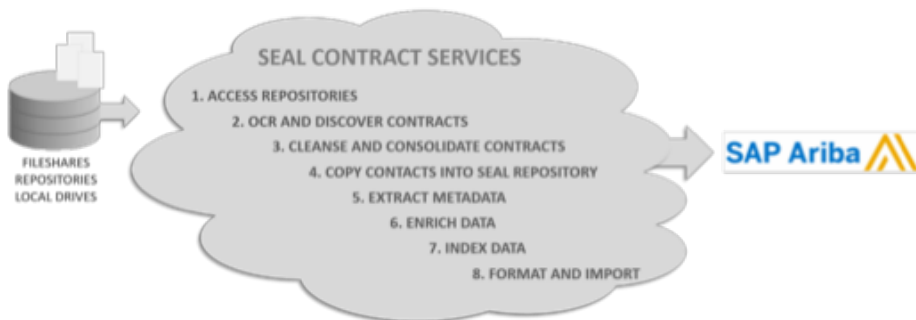 SEAL CONTRACT SERVICES
1. ACCESS REPOSITORIES
2. OCR AND DISCOVER CONTRACTS
3. CLEANSE AND CONSOLIDATE CONTRACTS
4. COPY CONTACTS INTO SEAL REPOSITORY
5. EXTRACT METADATA
6. ENRICH DATA
7. INDEX DATA
8. FORMAT AND IMPORT
FILESHARES
REPOSITORIES
LOCAL DRIVES
SAP Ariba